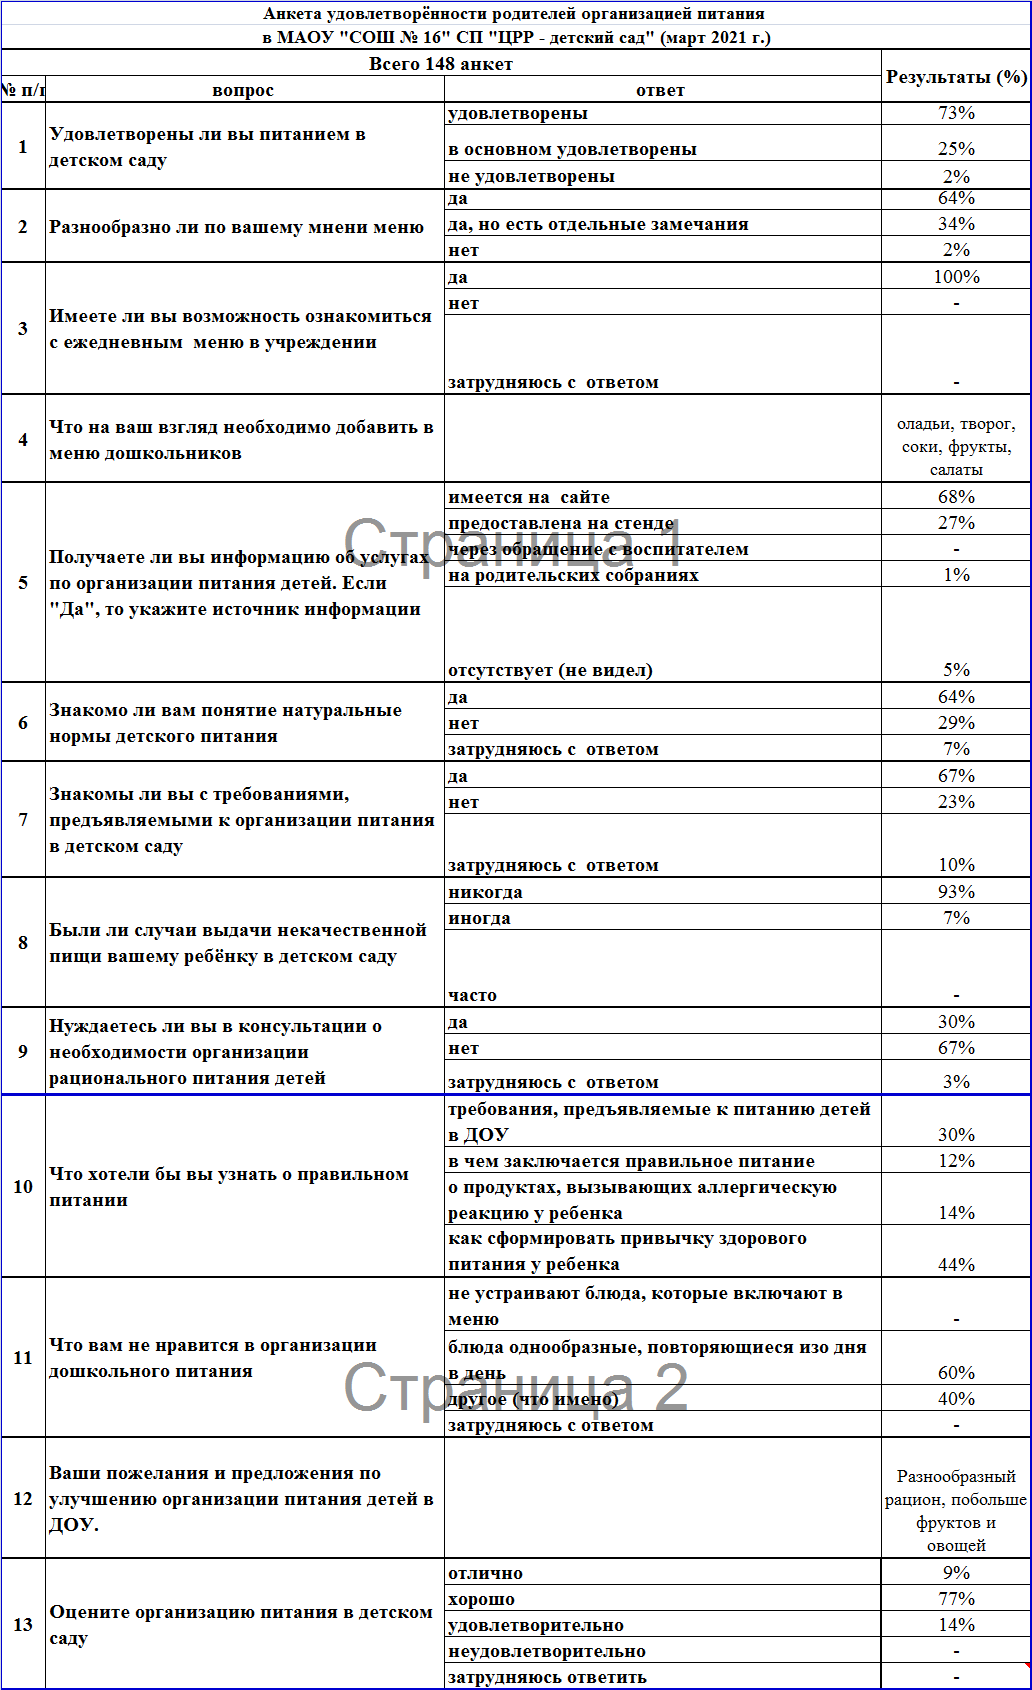 Анкета удовлетворённости родителей организацией питания
в МАОУ "СОШ № 16" СП "ЦРР - детский сад" (март 2021 г.)
Всего 148 анкет
Результаты (%)
№ п/п
вопрос
ответ
1
Удовлетворены ли вы питанием в
детском саду
удовлетворены
73%
в основном удовлетворены
25%
не удовлетворены
2%
2
Разнообразно ли по вашему мнени меню
да
64%
да, но есть отдельные замечания
34%
нет
2%
3
Имеете ли вы возможность ознакомиться
с ежедневным меню в учреждении
да
100%
нет
-
затрудняюсь с ответом
-
4
Что на ваш взгляд необходимо добавить в
меню дошкольников
оладьи, творог,
соки, фрукты,
салаты
5
Получаете ли вы информацию об услугах
по организации питания детей. Если
"Да", то укажите источник информации
имеется на сайте
68%
предоставлена на стенде
27%
через обращение с воспитателем
-
на родительских собраниях
1%
отсутствует (не видел)
5%
Страница 1
6
Знакомо ли вам понятие натуральные
нормы детского питания
да
64%
нет
29%
затрудняюсь с ответом
7%
7
Знакомы ли вы с требованиями,
предъявляемыми к организации питания
в детском саду
да
67%
нет
23%
затрудняюсь с ответом
10%
8
Были ли случаи выдачи некачественной
пищи вашему ребёнку в детском саду
никогда
93%
иногда
7%
часто
-
9
Нуждаетесь ли вы в консультации о
необходимости организации
рационального питания детей
да
30%
нет
67%
затрудняюсь с ответом
3%
10
Что хотели бы вы узнать о правильном
питании
требования, предъявляемые к питанию детей
в ДОУ
30%
в чем заключается правильное питание
12%
о продуктах, вызывающих аллергическую
реакцию у ребенка
14%
как сформировать привычку здорового
питания у ребенка
44%
11
Что вам не нравится в организации
дошкольного питания
не устраивают блюда, которые включают в
меню
-
блюда однообразные, повторяющиеся изо дня
в день
60%
другое (что имено)
40%
затрудняюсь с ответом
-
Страница 2
12
Ваши пожелания и предложения по
улучшению организации питания детей в
ДОУ.
Разнообразный
рацион, побольше
фруктов и
овощей
13
Оцените организацию питания в детском
саду
отлично
9%
хорошо
77%
удовлетворительно
14%
неудовлетворительно
-
затрудняюсь ответить
-